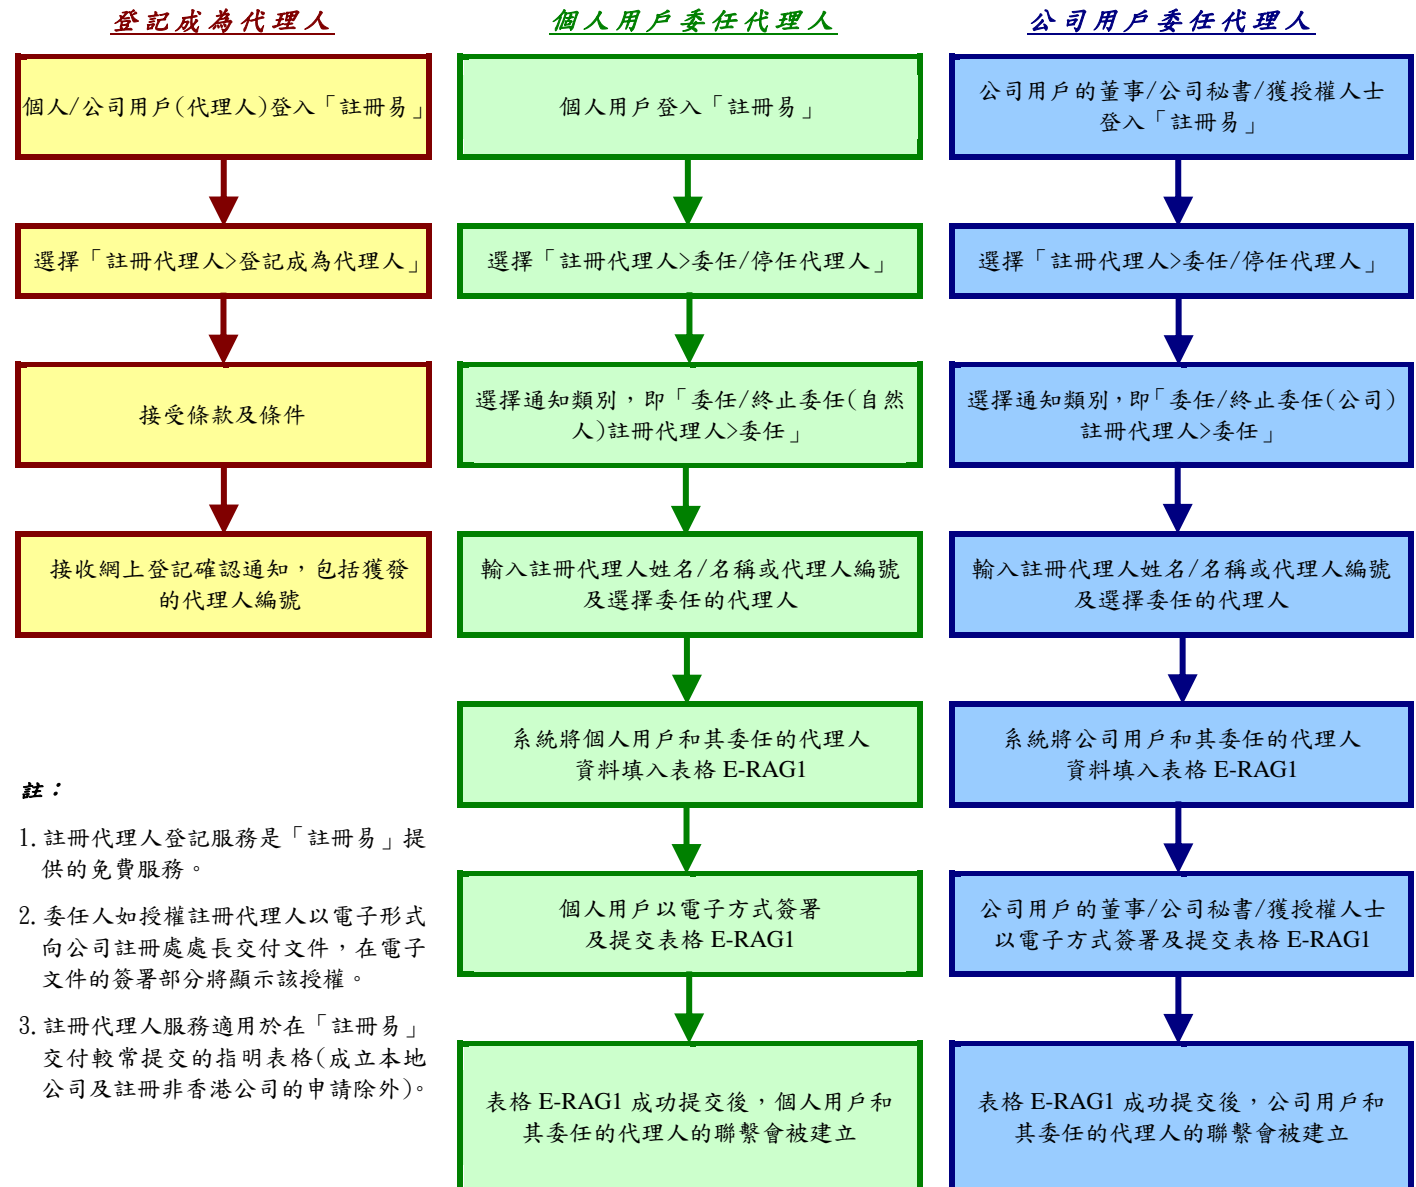 登記成為代理人
個人/公司用戶(代理人)登入「註冊易」
選擇「註冊代理人>登記成為代理人」
接受條款及條件
接收網上登記確認通知，包括獲發
的代理人編號
註：
1. 註冊代理人登記服務是「註冊易」提
供的免費服務。
2. 委任人如授權註冊代理人以電子形式
向公司註冊處處長交付文件，在電子
文件的簽署部分將顯示該授權。
3. 註冊代理人服務適用於在「註冊易」
交付較常提交的指明表格(成立本地
公司及註冊非香港公司的申請除外)。
個人用戶委任代理人
個人用戶登入「註冊易」
選擇「註冊代理人>委任/停任代理人」
選擇通知類別，即「委任/終止委任(自然
人)註冊代理人>委任」
輸入註冊代理人姓名/名稱或代理人編號
及選擇委任的代理人
系統將個人用戶和其委任的代理人
資料填入表格 E-RAG1
個人用戶以電子方式簽署
及提交表格 E-RAG1
表格 E-RAG1 成功提交後，個人用戶和
其委任的代理人的聯繫會被建立
公司用戶委任代理人
公司用戶的董事/公司秘書/獲授權人士
登入「註冊易」
選擇「註冊代理人>委任/停任代理人」
選擇通知類別，即「委任/終止委任(公司)
註冊代理人>委任」
輸入註冊代理人姓名/名稱或代理人編號
及選擇委任的代理人
系統將公司用戶和其委任的代理人
資料填入表格 E-RAG1
公司用戶的董事/公司秘書/獲授權人士
以電子方式簽署及提交表格 E-RAG1
表格 E-RAG1 成功提交後，公司用戶和
其委任的代理人的聯繫會被建立